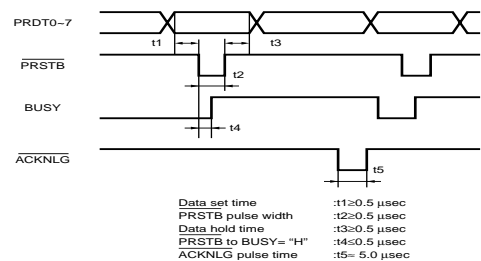 PRDT0~7
t1
t3
PRSTB
t2
BUSY
t4
ACKNLG
t5
Data set time :t1≥0.5 μsec
PRSTB pulse width :t2≥0.5 μsec
Data hold time :t3≥0.5 μsec
PRSTB to BUSY= “H” :t4≤0.5 μsec
ACKNLG pulse time :t5≈ 5.0 μsec